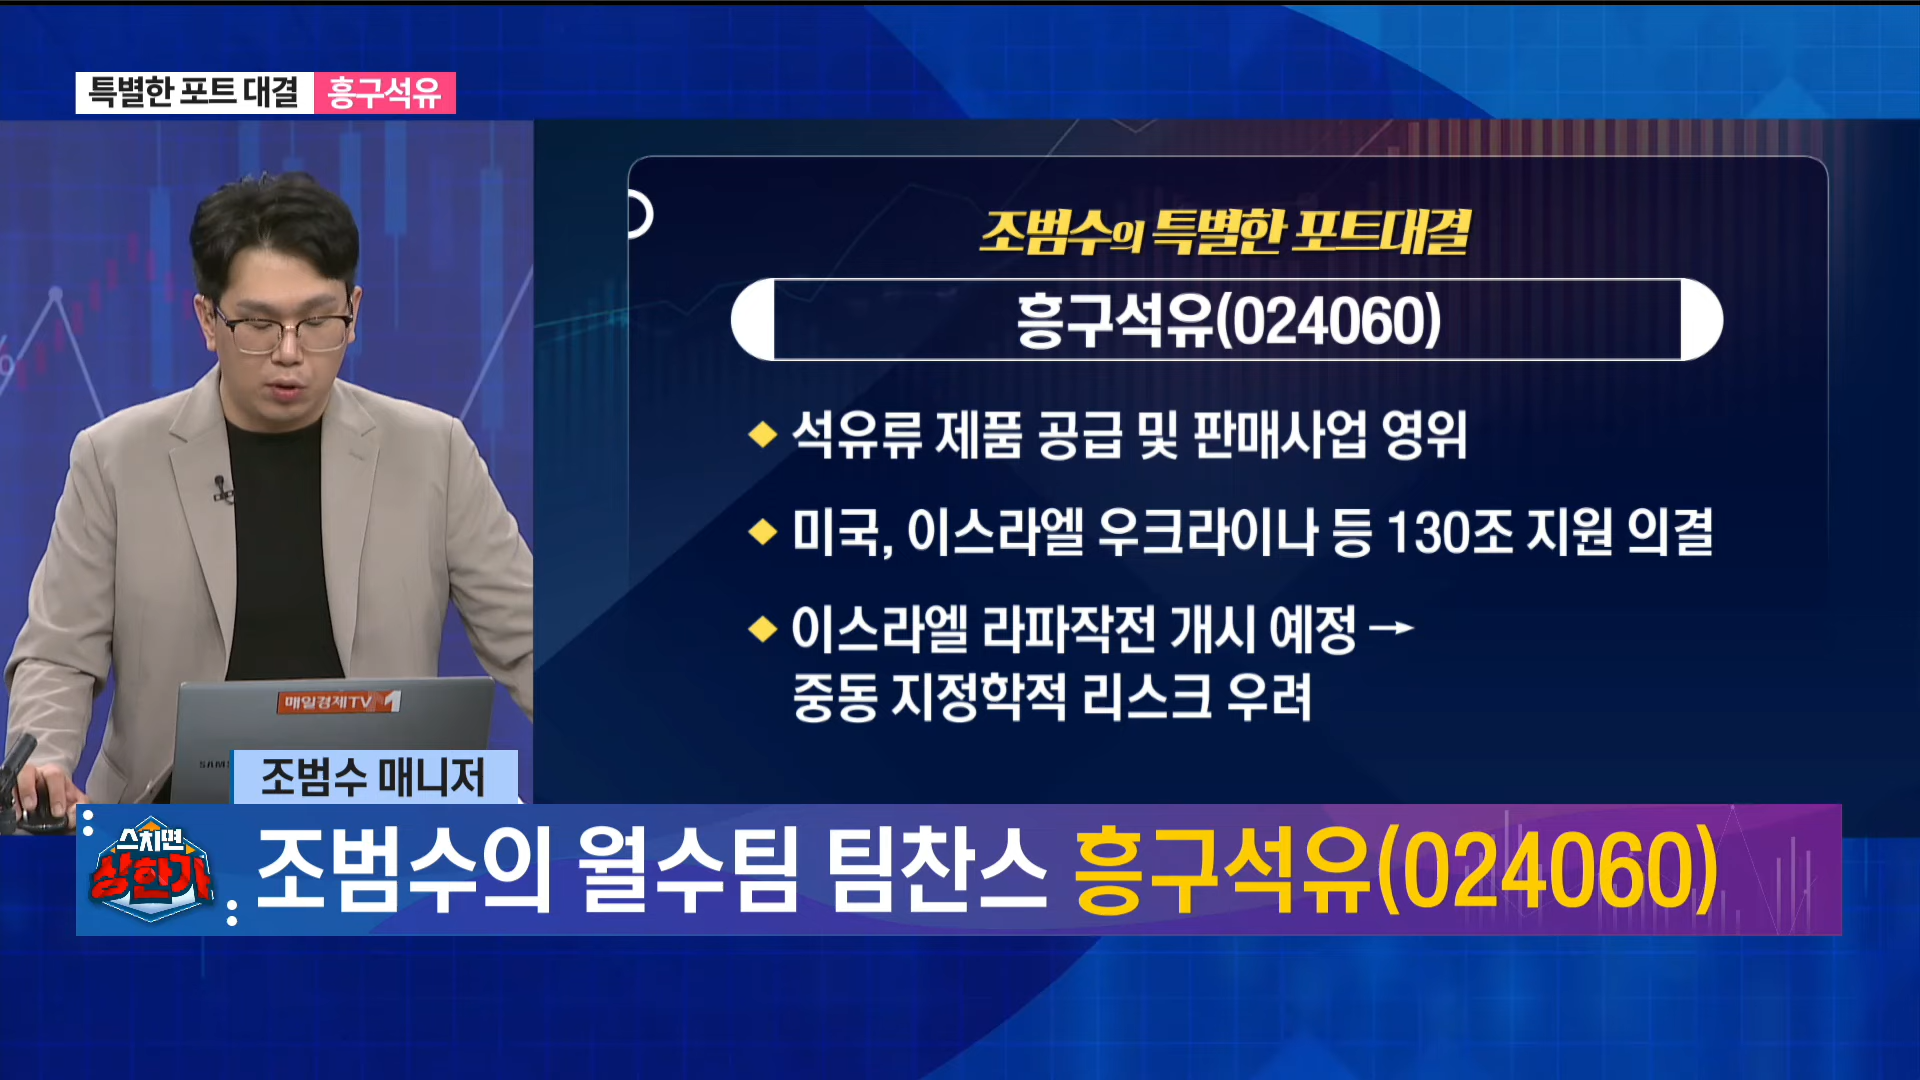 특별한 포트 대결 흥구석유
조범수의 특별한 포트대결
흥구석유(024060)
석유류 제품 공급 및 판매사업 영위
미국, 이스라엘 우크라이나 등 130조 지원 의결
이스라엘 라파작전 개시 예정 →
중동 지정학적 리스크 우려
매일경제TV
SAMS
조범수 매니저
스치면
상한가
조범수의 월수팀 팀찬스 흥구석유(024060)